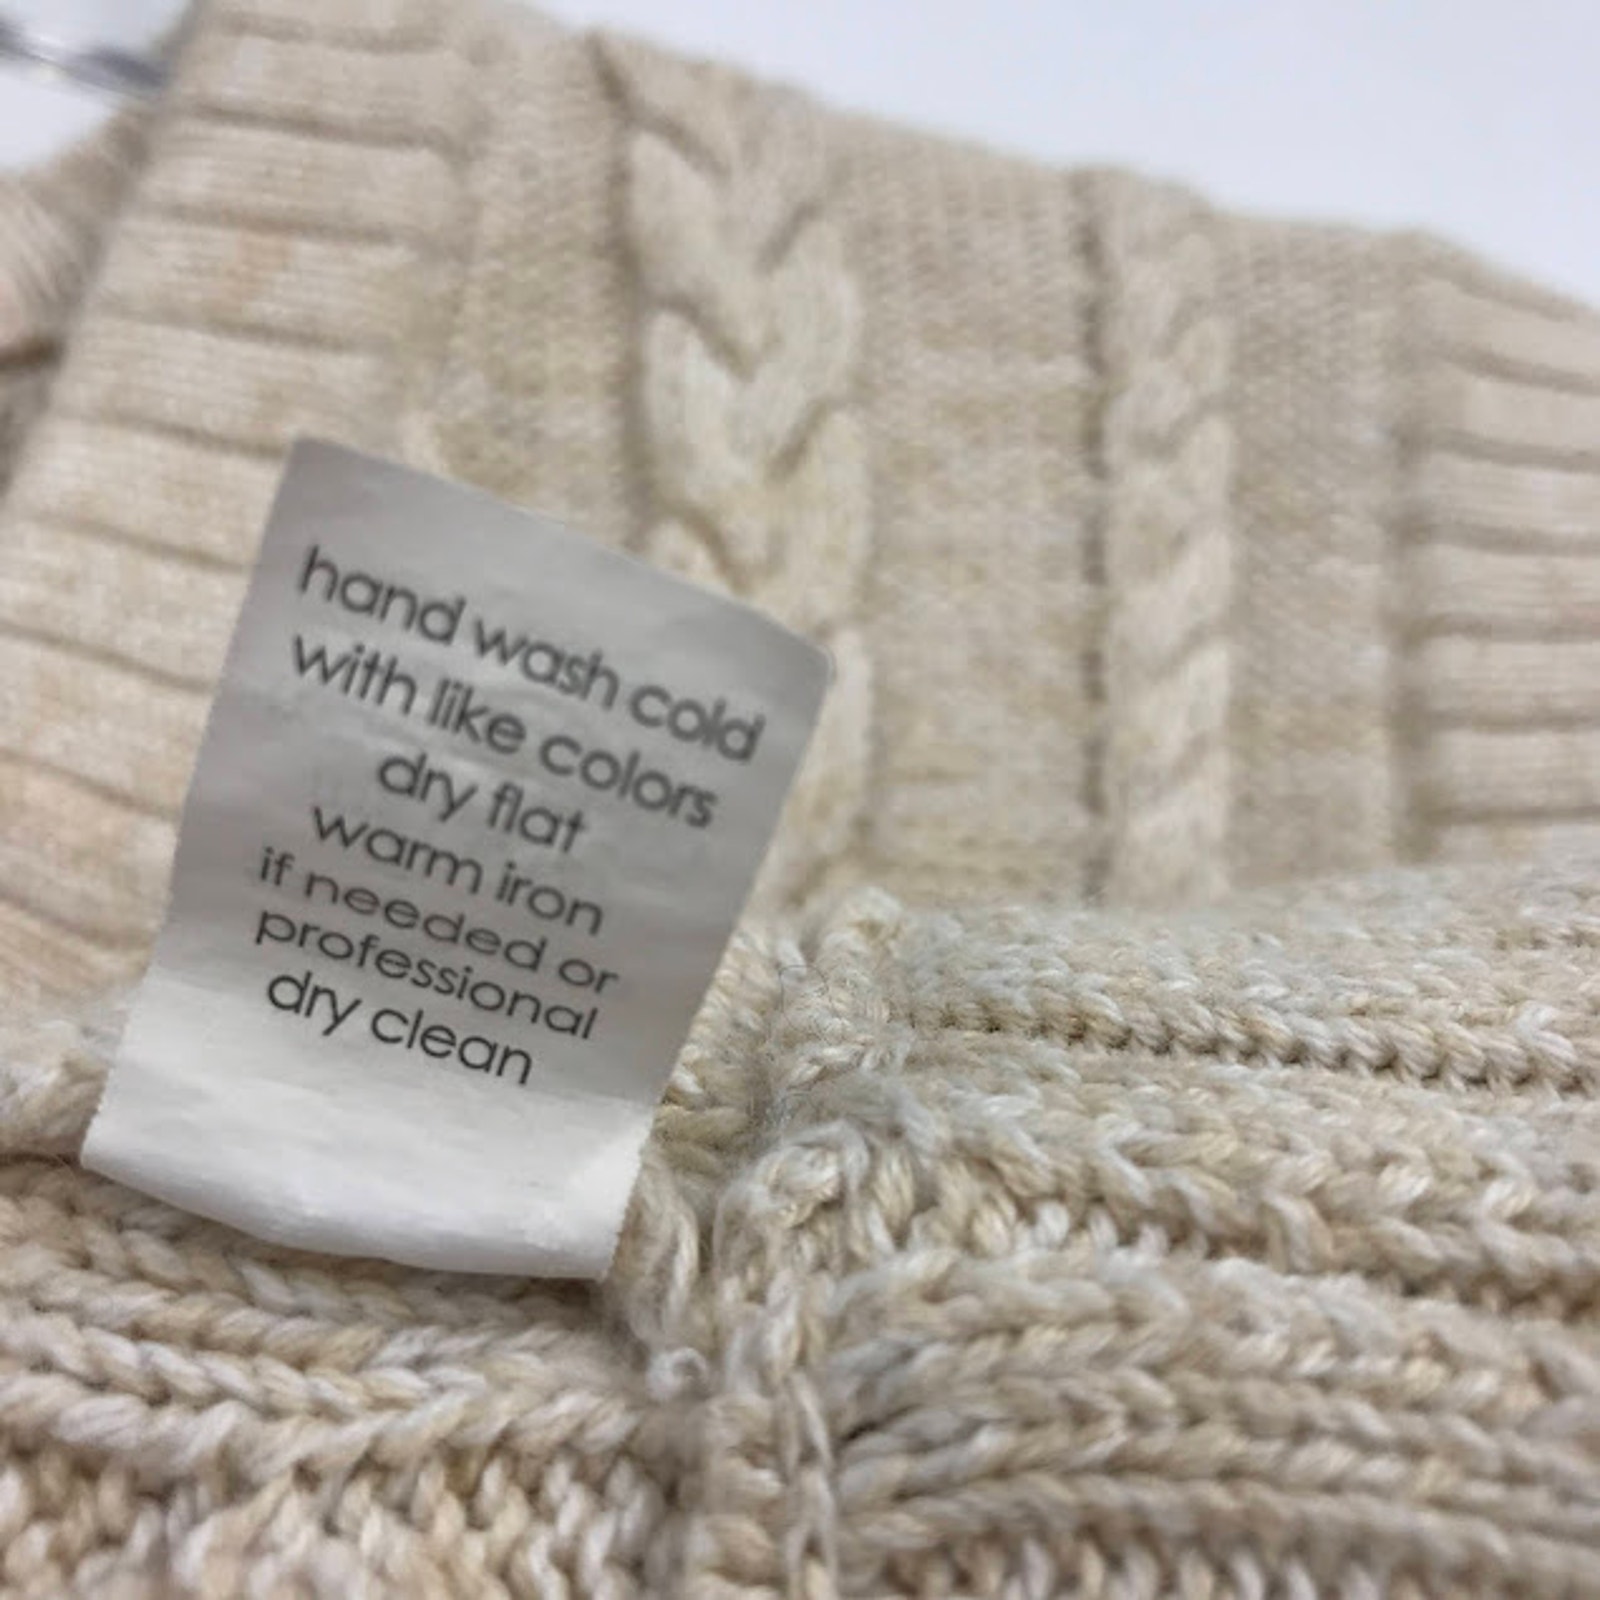 hand wash cold
with like colors
dry flat
warm iron
if needed or
professional
dry clean